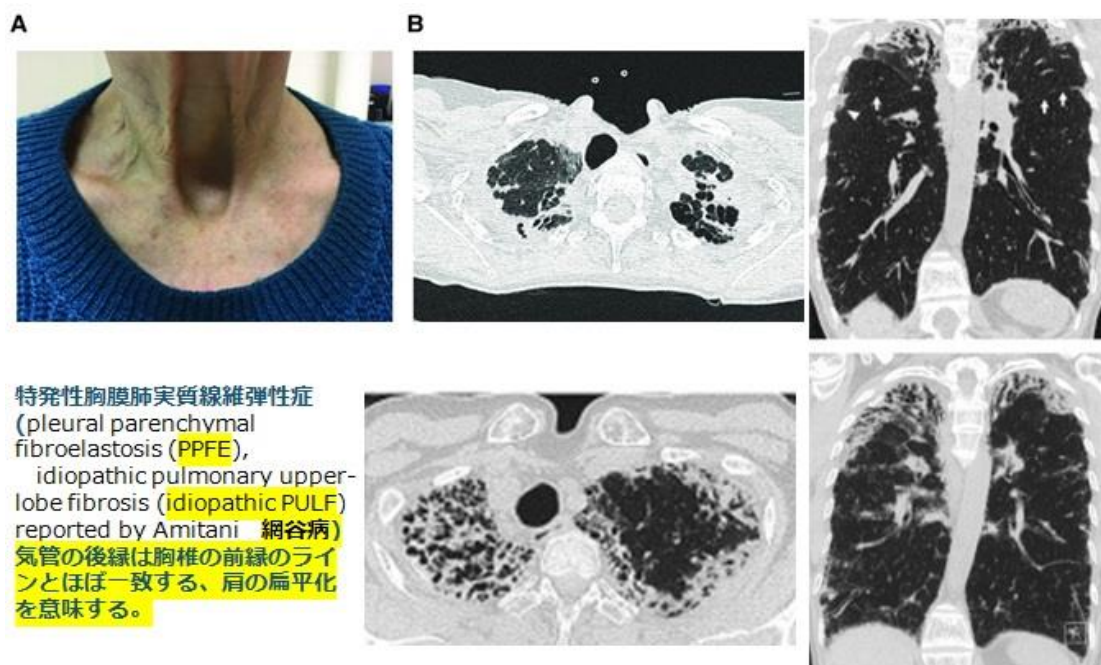 A
B
特発性胸膜肺実質線維弾性症
(pleural parenchymal
fibroelastosis (PPFE),
idiopathic pulmonary upper-
lobe fibrosis (idiopathic PULF)
reported by Amitani 網谷病)
気管の後縁は胸椎の前縁のライ
ンとほぼ一致する、肩の扁平化
を意味する。